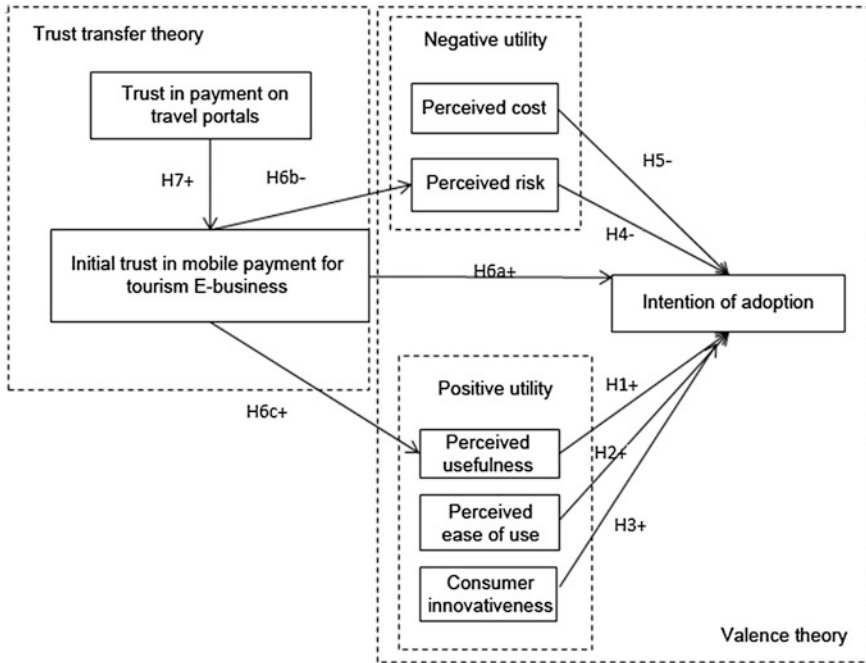 Trust transfer theory
Trust in payment on
travel portals
H7+
H6b-
Initial trust in mobile payment for
tourism E-business
H6c+
Negative utility
Perceived cost
Perceived risk
H5-
H4-
H6a+
Intention of adoption
Positive utility
H1+
Perceived
usefulness
H2+
Perceived
ease of use
H3+
Consumer
innovativeness
Valence theory